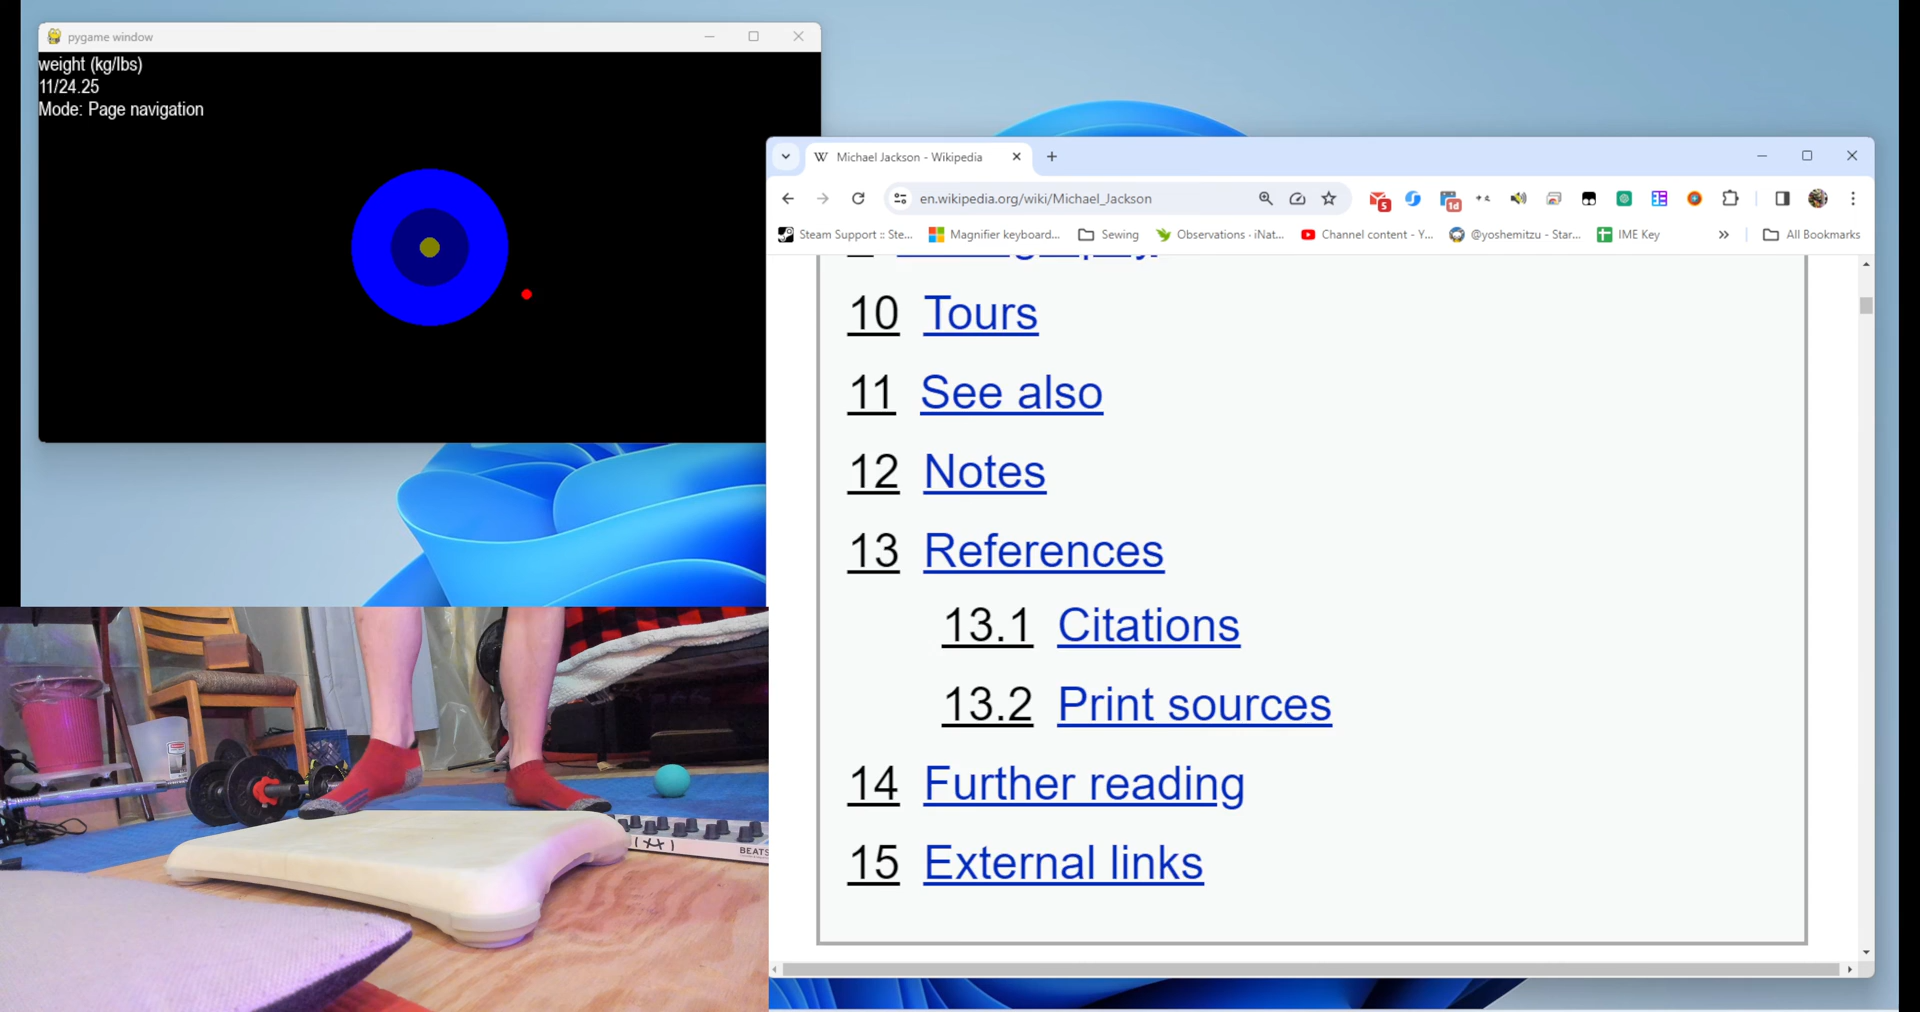 pygame window
weight (kg/lbs)
11/24.25
Mode: Page navigation
Michael Jackson - Wikipedia
en.wikipedia.org/wiki/Michael_Jackson
5
1d
Steam Support :: Ste...
Magnifier keyboard...
Sewing
Observations · iNat...
Channel content - Y...
@yoshemitzu - Star...
IME Key
All Bookmarks
10 Tours
11 See also
12 Notes
13 References
13.1 Citations
13.2 Print sources
14 Further reading
15 External links
BEATS